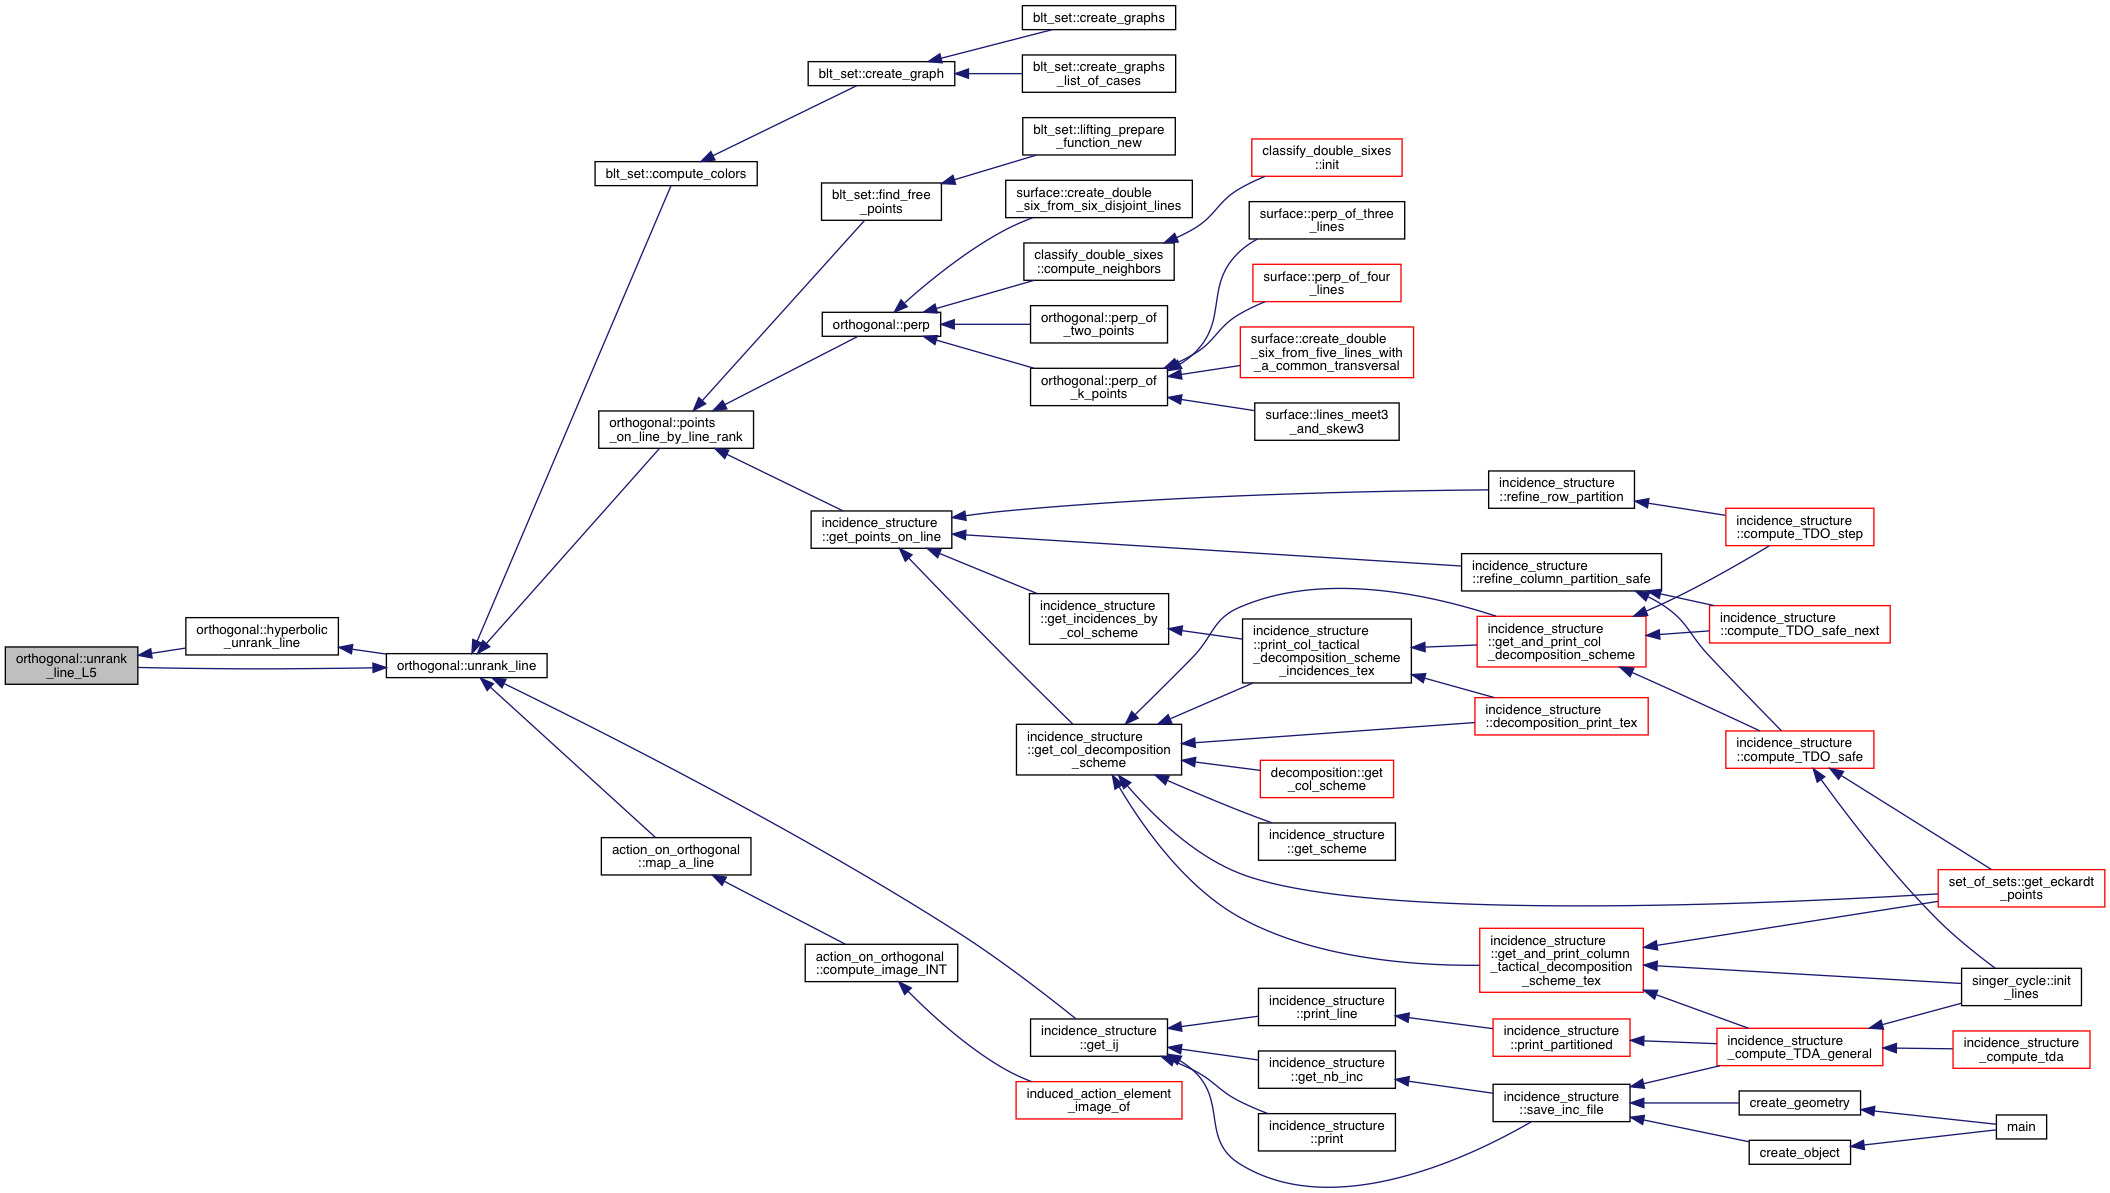 blt_set::create_graphs
blt_set::create_graph
blt_set::create_graphs
_list_of_cases
blt_set::lifting_prepare
_function_new
classify_double_sixes
::init
blt_set::compute_colors
blt_set::find_free
_points
surface::create_double
_six_from_six_disjoint_lines
surface::perp_of_three
_lines
classify_double_sixes
::compute_neighbors
surface::perp_of_four
_lines
orthogonal::perp
orthogonal::perp_of
_two_points
surface::create_double
_six_from_five_lines_with
_a_common_transversal
orthogonal::perp_of
_k_points
surface::lines_meet3
_and_skew3
orthogonal::points
_on_line_by_line_rank
incidence_structure
::refine_row_partition
incidence_structure
::get_points_on_line
incidence_structure
::compute_TDO_step
incidence_structure
::refine_column_partition_safe
incidence_structure
::get_incidences_by
_col_scheme
incidence_structure
::compute_TDO_safe_next
orthogonal::hyperbolic
_unrank_line
incidence_structure
::print_col_tactical
_decomposition_scheme
_incidences_tex
incidence_structure
::get_and_print_col
_decomposition_scheme
orthogonal::unrank
_line_L5
orthogonal::unrank_line
incidence_structure
::decomposition_print_tex
incidence_structure
::get_col_decomposition
_scheme
incidence_structure
::compute_TDO_safe
decomposition::get
_col_scheme
incidence_structure
::get_scheme
action_on_orthogonal
::map_a_line
set_of_sets::get_eckardt
_points
action_on_orthogonal
::compute_image_INT
incidence_structure
::get_and_print_column
_tactical_decomposition
_scheme_tex
singer_cycle::init
_lines
incidence_structure
::print_line
incidence_structure
::get_ij
incidence_structure
::print_partitioned
incidence_structure
_compute_TDA_general
incidence_structure
_compute_tda
incidence_structure
::get_nb_inc
induced_action_element
_image_of
incidence_structure
::save_inc_file
create_geometry
incidence_structure
::print
main
create_object